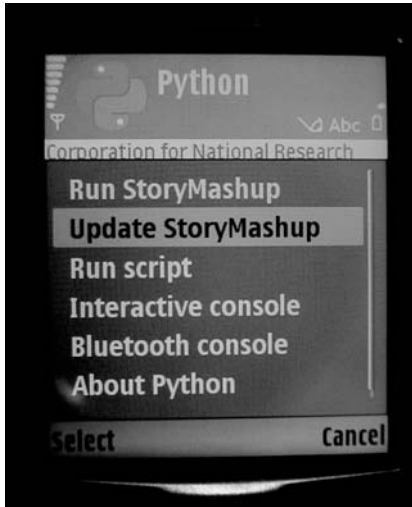 Python
Abc
Corporation for National Research
Run StoryMashup
Update StoryMashup
Run script
Interactive console
Bluetooth console
About Python
Select Cancel